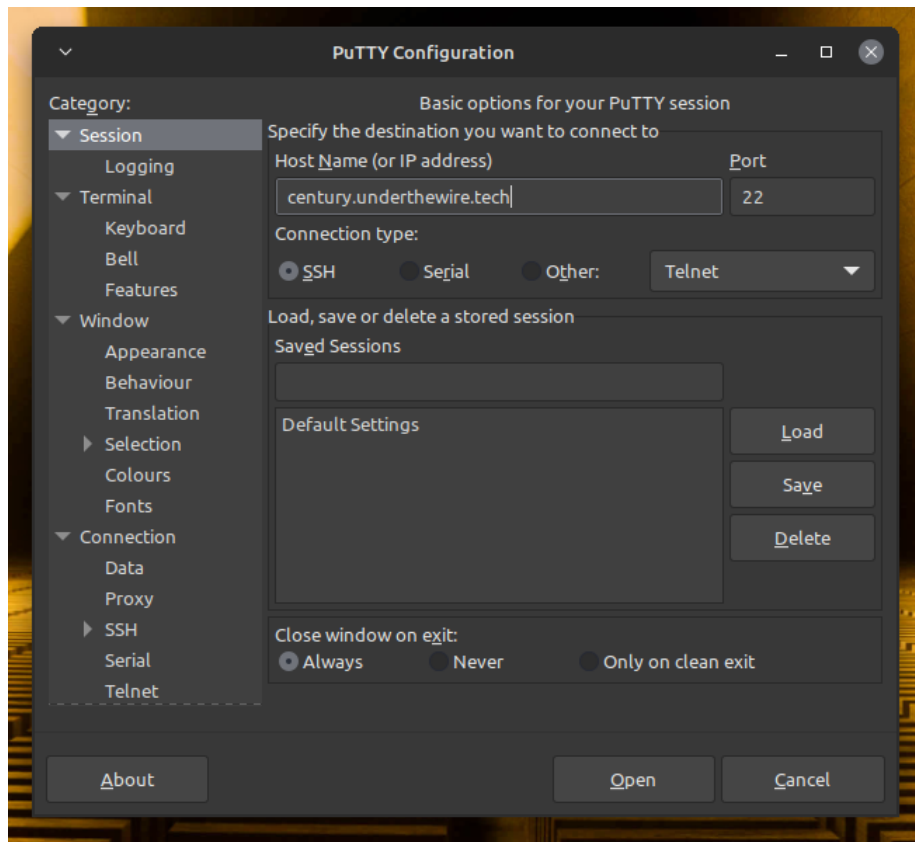 PuTTY Configuration
Category:
Session
Logging
Terminal
Keyboard
Bell
Features
Window
Appearance
Behaviour
Translation
Selection
Colours
Fonts
Connection
Data
Proxy
SSH
Serial
Telnet
Basic options for your PuTTY session
Specify the destination you want to connect to
Host Name (or IP address) Port
century.underthewire.tech 22
Connection type:
SSH Serial Other: Telnet
Load, save or delete a stored session
Saved Sessions
Default Settings
Load
Save
Delete
Close window on exit:
Always Never Only on clean exit
About Open Cancel